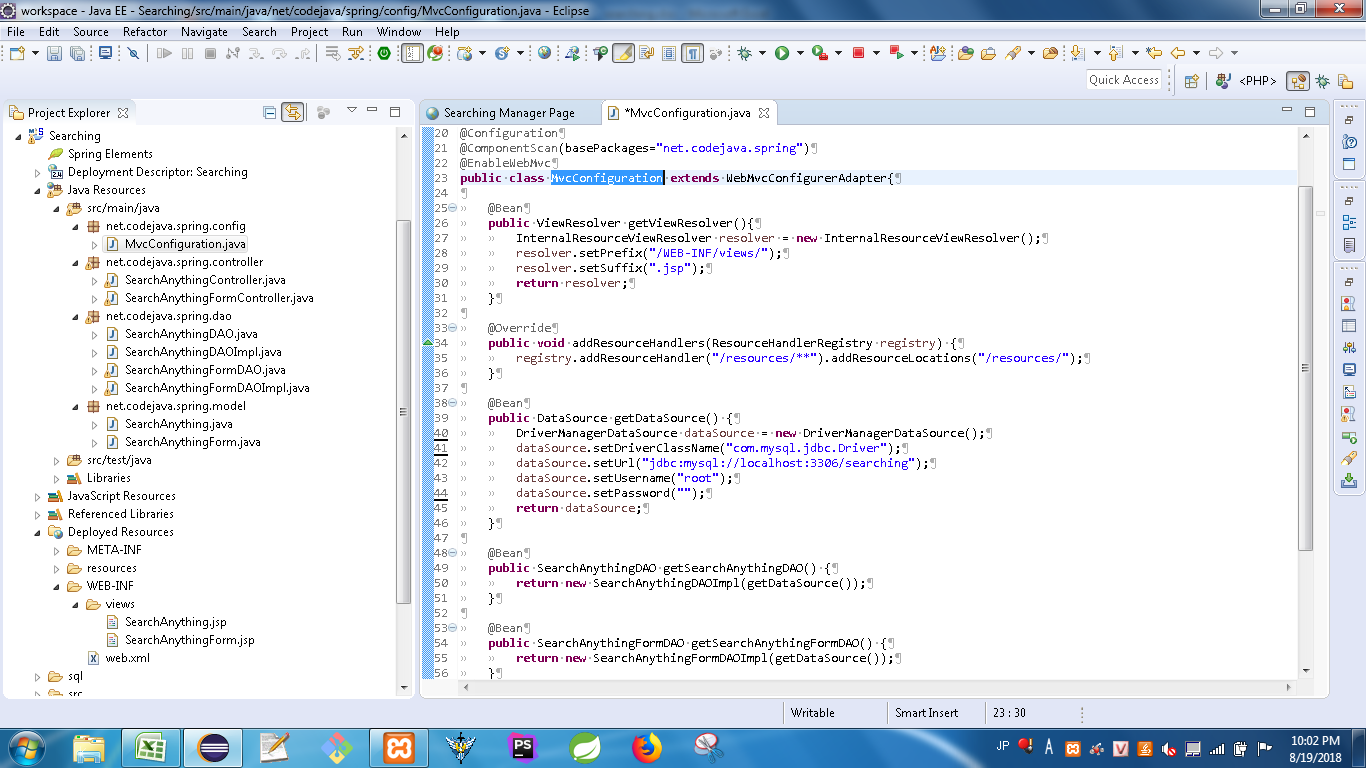 workspace - Java EE - Searching/src/main/java/net/codejava/spring/config/MvcConfiguration.java - Eclipse
File Edit Source Refactor Navigate Search Project Run Window Help
Quick Access
<PHP>
Project Explorer
Searching
Spring Elements
Deployment Descriptor: Searching
Java Resources
src/main/java
net.codejava.spring.config
MvcConfiguration.java
net.codejava.spring.controller
SearchAnythingController.java
SearchAnythingFormController.java
net.codejava.spring.dao
SearchAnythingDAO.java
SearchAnythingDAOImpl.java
SearchAnythingFormDAO.java
SearchAnythingFormDAOImpl.java
net.codejava.spring.model
SearchAnything.java
SearchAnythingForm.java
src/test/java
Libraries
JavaScript Resources
Referenced Libraries
Deployed Resources
META-INF
resources
WEB-INF
views
SearchAnything.jsp
SearchAnythingForm.jsp
web.xml
sql
src
Searching Manager Page
*MvcConfiguration.java
20 @Configuration¶
21 @ComponentScan(basePackages="net.codejava.spring")¶
22 @EnableWebMvc¶
23 public·class·MvcConfiguration·extends·WebMvcConfigurerAdapter{¶
24 ¶
25 » @Bean¶
26 » public·ViewResolver·getViewResolver(){¶
27 » » InternalResourceViewResolver·resolver·=·new·InternalResourceViewResolver();¶
28 » » resolver.setPrefix("/WEB-INF/views/");¶
29 » » resolver.setSuffix(".jsp");¶
30 » » return·resolver;¶
31 » }¶
32 ¶
33 » @Override¶
34 » public·void·addResourceHandlers(ResourceHandlerRegistry·registry)·{¶
35 » » registry.addResourceHandler("/resources/**").addResourceLocations("/resources/");¶
36 » }¶
37 ¶
38 » @Bean¶
39 » public·DataSource·getDataSource()·{¶
40 » » DriverManagerDataSource·dataSource·=·new·DriverManagerDataSource();¶
41 » » dataSource.setDriverClassName("com.mysql.jdbc.Driver");¶
42 » » dataSource.setUrl("jdbc:mysql://localhost:3306/searching");¶
43 » » dataSource.setUsername("root");¶
44 » » dataSource.setPassword("");¶
45 » » return·dataSource;¶
46 » }¶
47 ¶
48 » @Bean¶
49 » public·SearchAnythingDAO·getSearchAnythingDAO()·{¶
50 » » return·new·SearchAnythingDAOImpl(getDataSource());¶
51 » }¶
52 ¶
53 » @Bean¶
54 » public·SearchAnythingFormDAO·getSearchAnythingFormDAO()·{¶
55 » » return·new·SearchAnythingFormDAOImpl(getDataSource());¶
56 » }¶
Writable Smart Insert 23 : 30
PS
JP
10:02 PM
8/19/2018